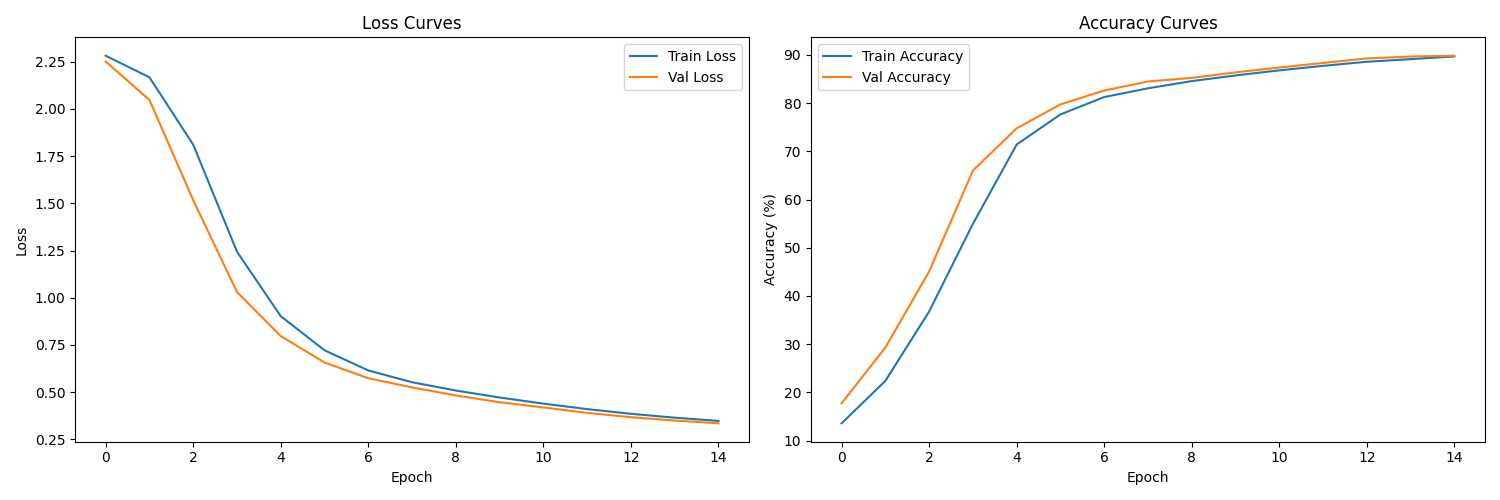 Loss Curves
Train Loss
Val Loss
2.25
2.00
1.75
1.50
1.25
1.00
0.75
0.50
0.25
Loss
0 2 4 6 8 10 12 14
Epoch
Accuracy Curves
Train Accuracy
Val Accuracy
90
80
70
60
50
40
30
20
10
Accuracy (%)
0 2 4 6 8 10 12 14
Epoch